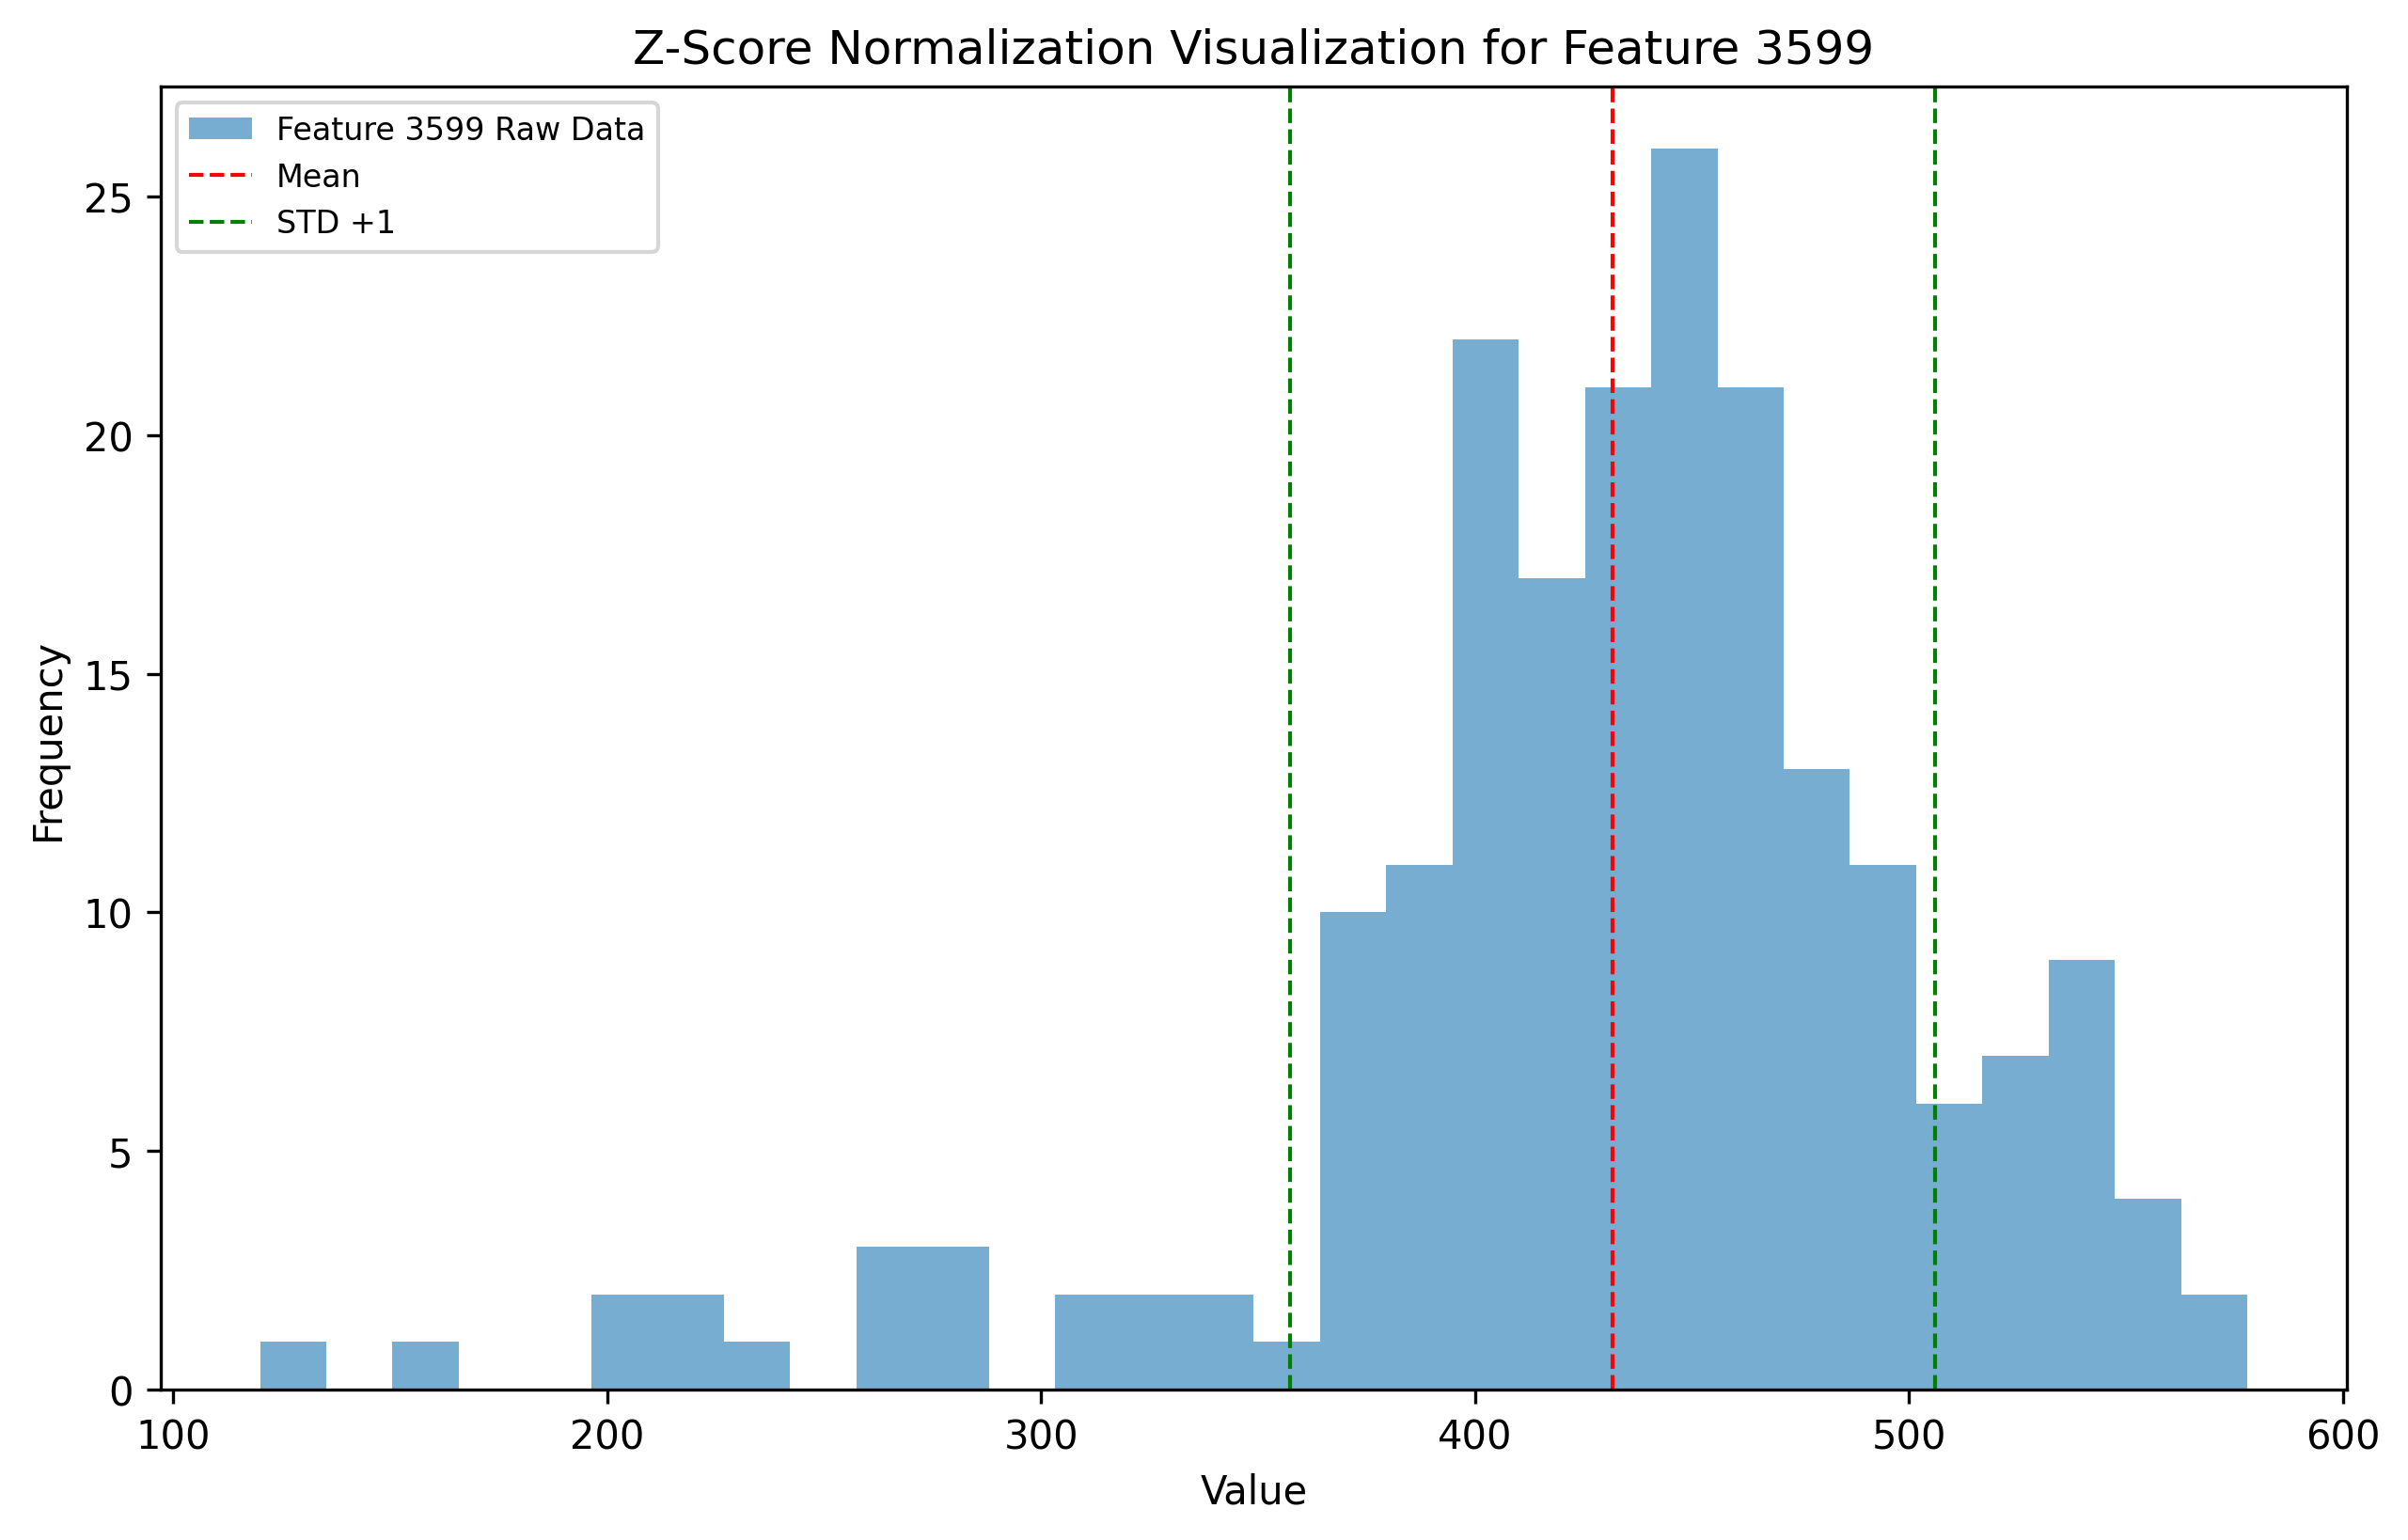 Z-Score Normalization Visualization for Feature 3599
Feature 3599 Raw Data
Mean
STD +1
25
20
15
10
5
0
Frequency
100 200 300 400 500 600
Value